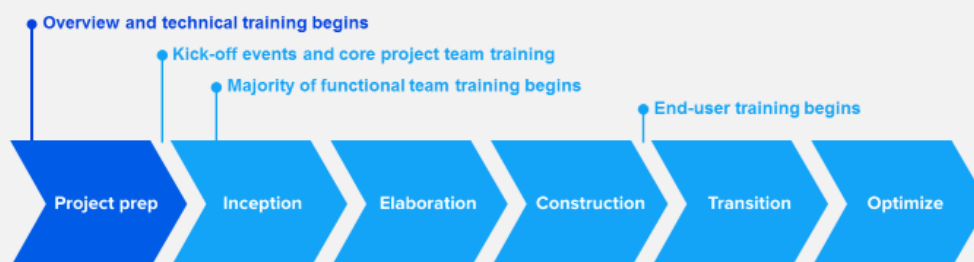 Overview and technical training begins
Kick-off events and core project team training
Majority of functional team training begins
End-user training begins
Project prep
Inception
Elaboration
Construction
Transition
Optimize